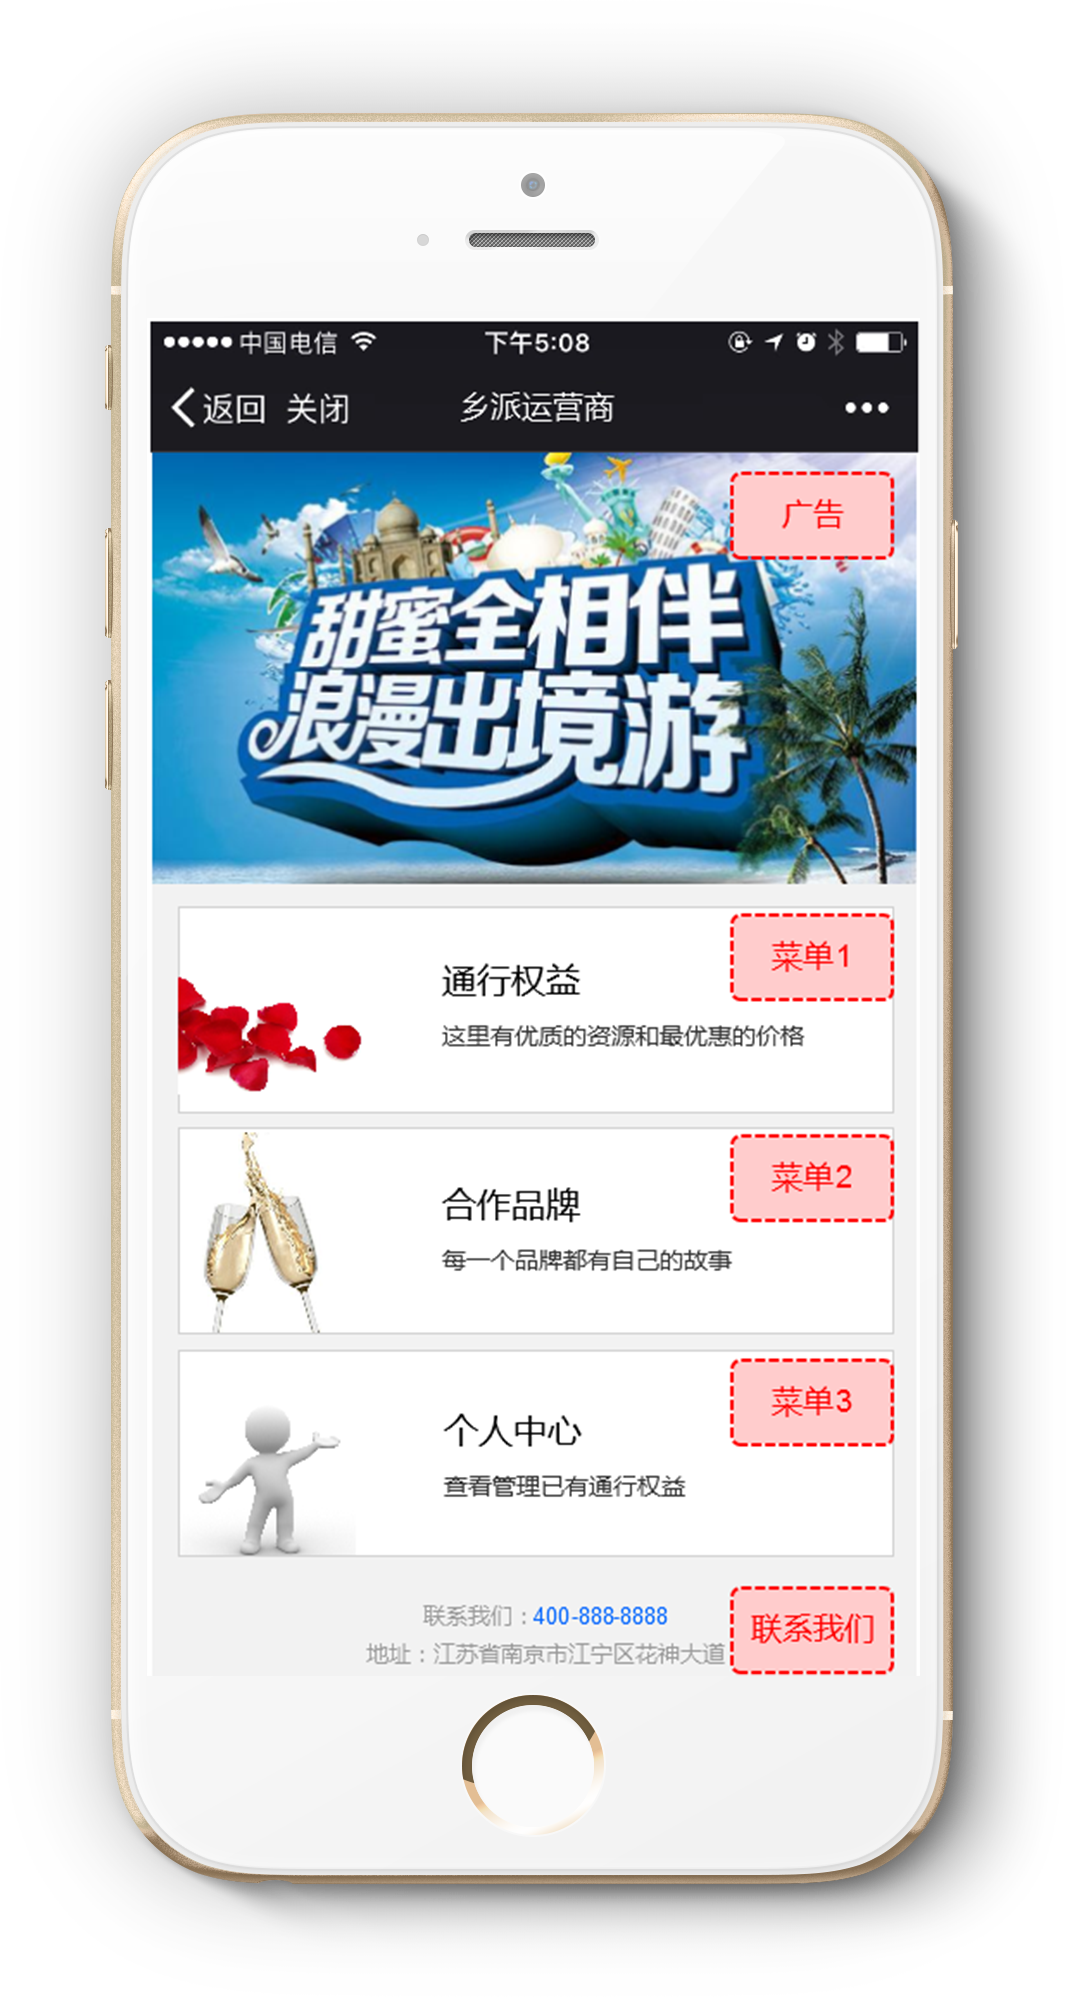 中国电信 下午5:08
返回 关闭 乡派运营商
广告
甜蜜全相伴
浪漫出境游
菜单1
通行权益
这里有优质的资源和最优惠的价格
菜单2
合作品牌
每一个品牌都有自己的故事
菜单3
个人中心
查看管理已有通行权益
联系我们：400-888-8888
联系我们
地址：江苏省南京市江宁区花神大道